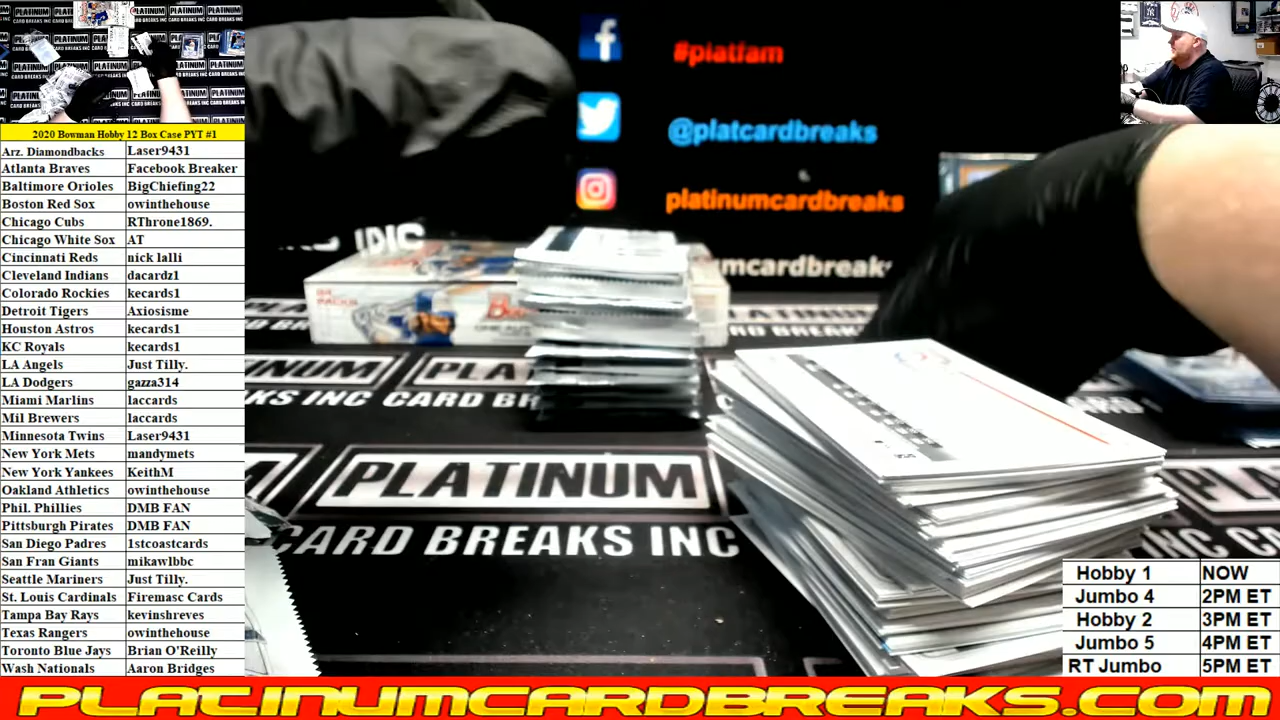 2020 Bowman Hobby 12 Box Case PYT #1
Arz. Diamondbacks Laser9431
Atlanta Braves Facebook Breaker
Baltimore Orioles BigChiefing22
Boston Red Sox owinthehouse
Chicago Cubs RThrone1869.
Chicago White Sox AT
Cincinnati Reds nick lalli
Cleveland Indians dacardz1
Colorado Rockies kecards1
Detroit Tigers Axiosisme
Houston Astros kecards1
KC Royals kecards1
LA Angels Just Tilly.
LA Dodgers gazza314
Miami Marlins laccards
Mil Brewers laccards
Minnesota Twins Laser9431
New York Mets mandymets
New York Yankees KeithM
Oakland Athletics owinthehouse
Phil. Phillies DMB FAN
Pittsburgh Pirates DMB FAN
San Diego Padres 1stcoastcards
San Fran Giants mikawlbbc
Seattle Mariners Just Tilly.
St. Louis Cardinals Firemasc Cards
Tampa Bay Rays kevinshreves
Texas Rangers owinthehouse
Toronto Blue Jays Brian O'Reilly
Wash Nationals Aaron Bridges
#platfam
@platcardbreaks
platinumcardbreaks
umcardbreak
PLATINUM
CARD BREAKS INC
Hobby 1 NOW
Jumbo 4 2PM ET
Hobby 2 3PM ET
Jumbo 5 4PM ET
RT Jumbo 5PM ET
PLATINUMCARDBREAKS.COM